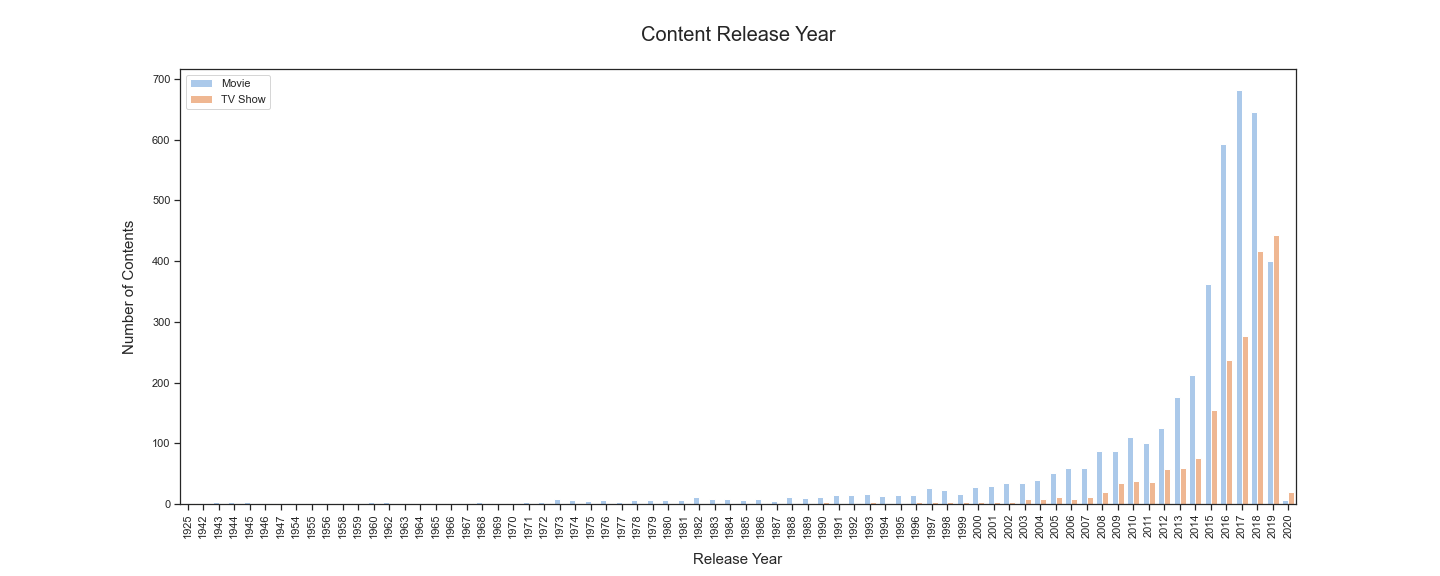 Content Release Year
Movie
TV Show
Number of Contents
700
600
500
400
300
200
100
0
1925 1942 1943 1944 1945 1946 1947 1954 1955 1956 1958 1959 1960 1962 1963 1964 1965 1966 1967 1968 1969 1970 1971 1972 1973 1974 1975 1976 1977 1978 1979 1980 1981 1982 1983 1984 1985 1986 1987 1988 1989 1990 1991 1992 1993 1994 1995 1996 1997 1998 1999 2000 2001 2002 2003 2004 2005 2006 2007 2008 2009 2010 2011 2012 2013 2014 2015 2016 2017 2018 2019 2020
Release Year